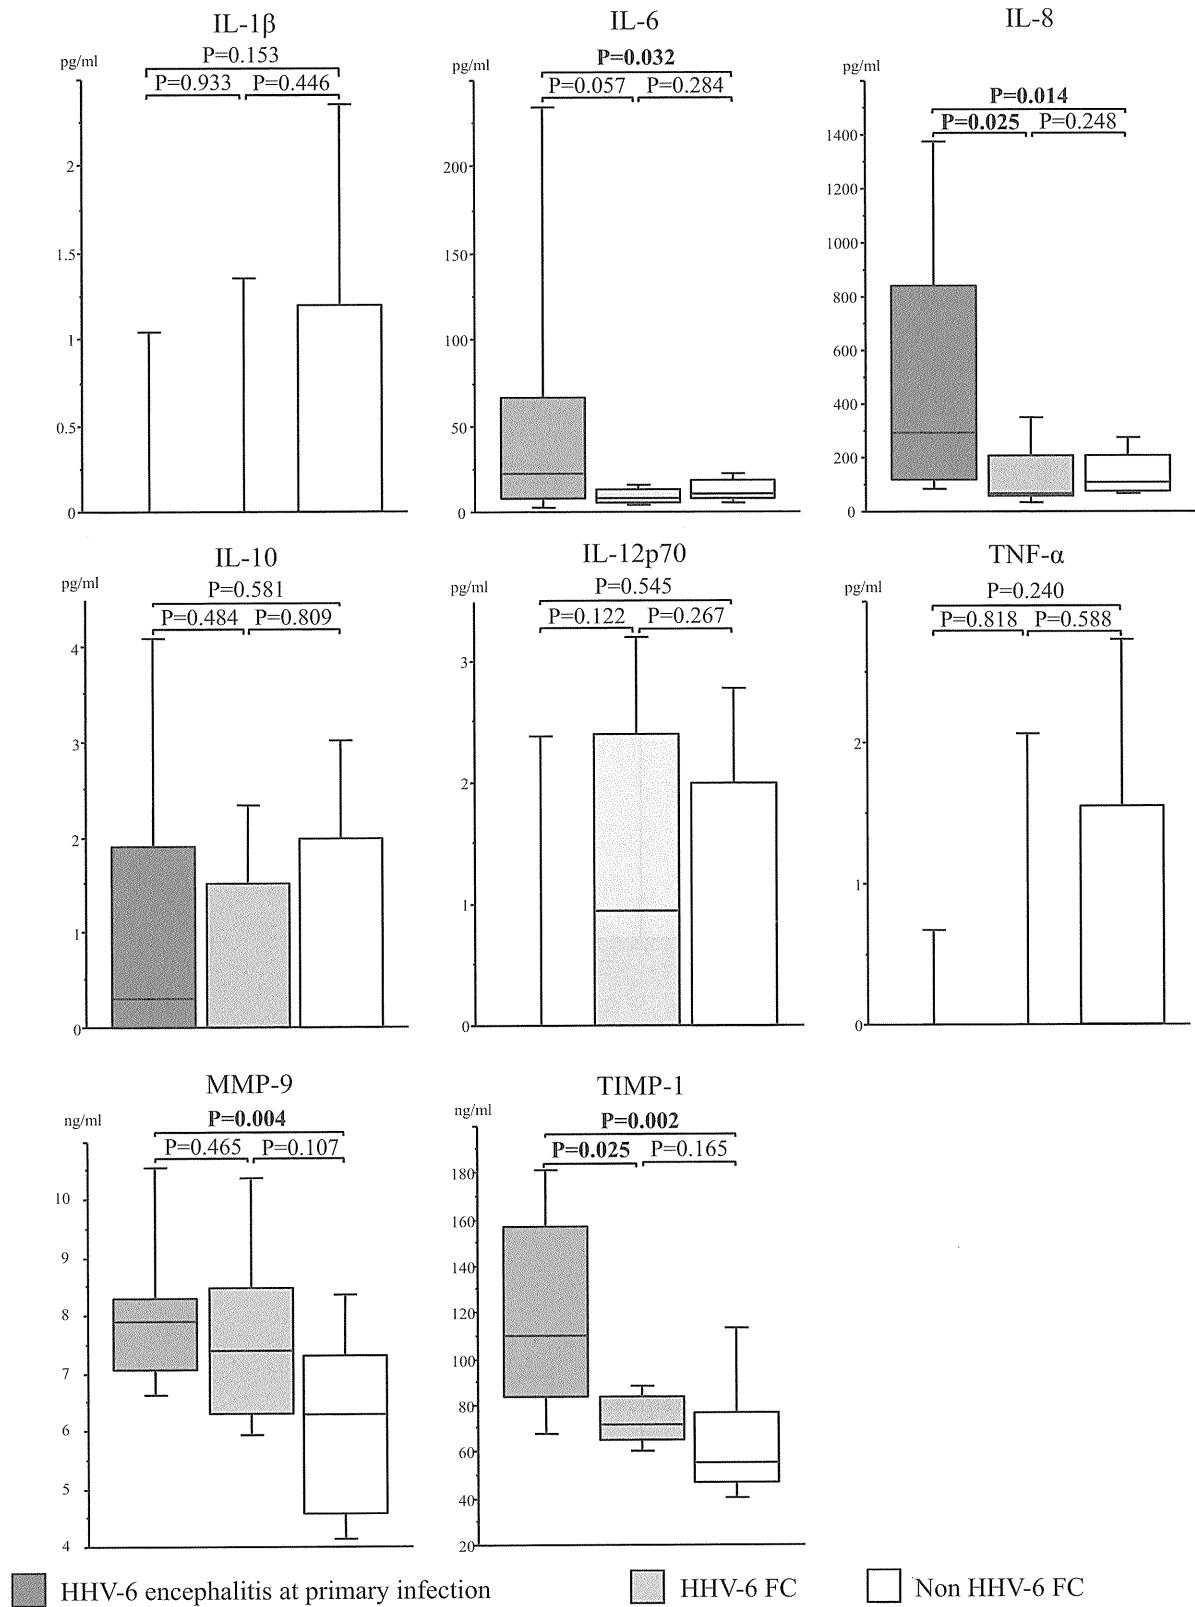 IL-1β
P=0.153
pg/ml
P=0.933 P=0.446
2
1.5
1
0.5
0
IL-6
P=0.032
pg/ml
P=0.057 P=0.284
200
150
100
50
0
IL-8
pg/ml
P=0.014
P=0.025 P=0.248
1400
1200
1000
800
600
400
200
0
IL-10
pg/ml
P=0.581
P=0.484 P=0.809
4
3
2
1
0
IL-12p70
pg/ml
P=0.545
P=0.122 P=0.267
3
2
1
0
TNF-α
pg/ml
P=0.240
P=0.818 P=0.588
2
1
0
MMP-9
ng/ml
P=0.004
P=0.465 P=0.107
10
9
8
7
6
5
4
TIMP-1
ng/ml
P=0.002
P=0.025 P=0.165
180
160
140
120
100
80
60
40
20
HHV-6 encephalitis at primary infection
HHV-6 FC
Non HHV-6 FC